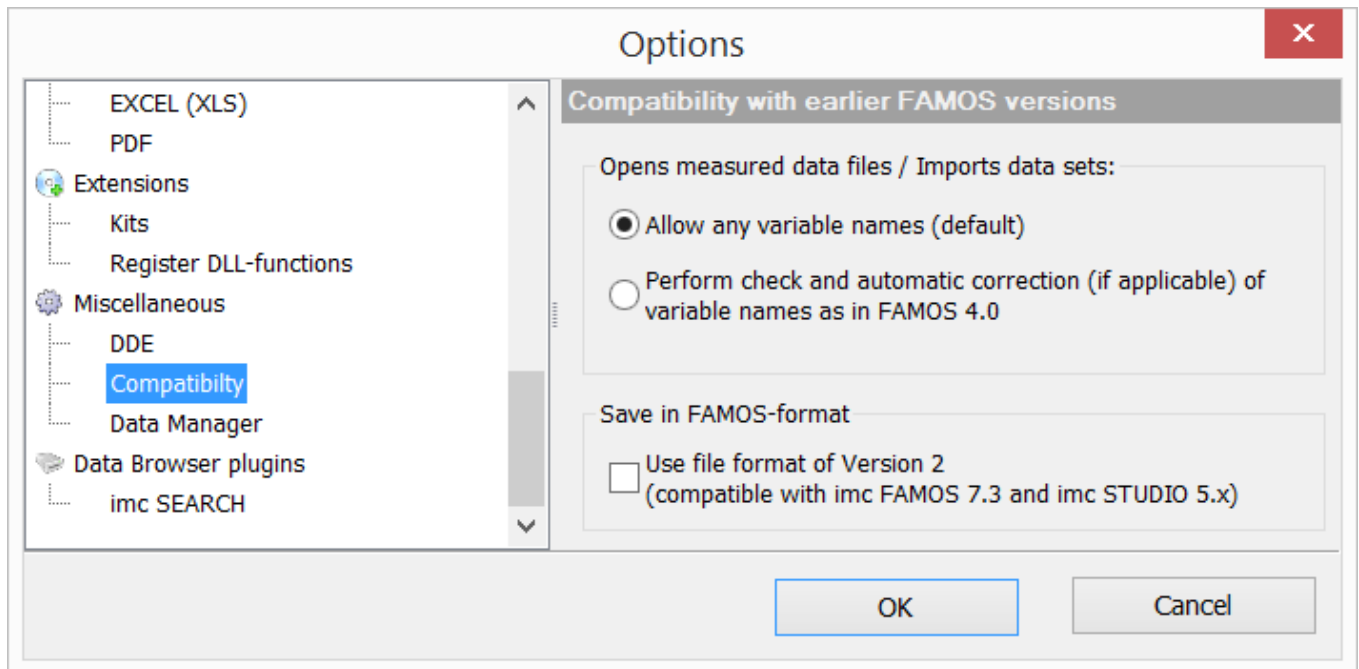 Options
EXCEL (XLS)
PDF
Extensions
Kits
Register DLL-functions
Miscellaneous
DDE
Compatibilty
Data Manager
Data Browser plugins
imc SEARCH
Compatibility with earlier FAMOS versions
Opens measured data files / Imports data sets:
Allow any variable names (default)
Perform check and automatic correction (if applicable) of
variable names as in FAMOS 4.0
Save in FAMOS-format
Use file format of Version 2
(compatible with imc FAMOS 7.3 and imc STUDIO 5.x)
OK
Cancel